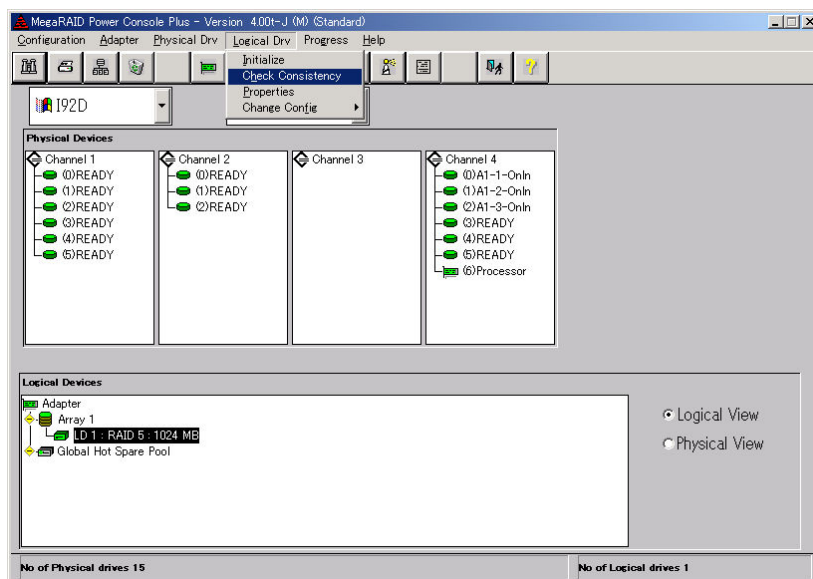 MegaRAID Power Console Plus - Version 4.00t-J (M) (Standard)
Configuration Adapter Physical Drv Logical Drv Progress Help
Initialize
Check Consistency
Properties
Change Config
I92D
Physical Devices
Channel 1
(0)READY
(1)READY
(2)READY
(3)READY
(4)READY
(5)READY
Channel 2
(0)READY
(1)READY
(2)READY
Channel 3
Channel 4
(0)A1-1-Onln
(1)A1-2-Onln
(2)A1-3-Onln
(3)READY
(4)READY
(5)READY
(6)Processor
Logical Devices
Adapter
Array 1
LD 1 : RAID 5 : 1024 MB
Global Hot Spare Pool
Logical View
Physical View
No of Physical drives 15
No of Logical drives 1